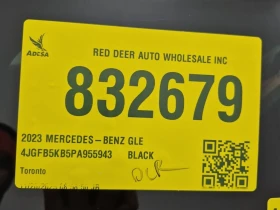 ADESA
RED DEER AUTO WHOLESALE INC
832679
2023 MERCEDES-BENZ GLE
4JGFB5KB5PA955943 BLACK
Toronto